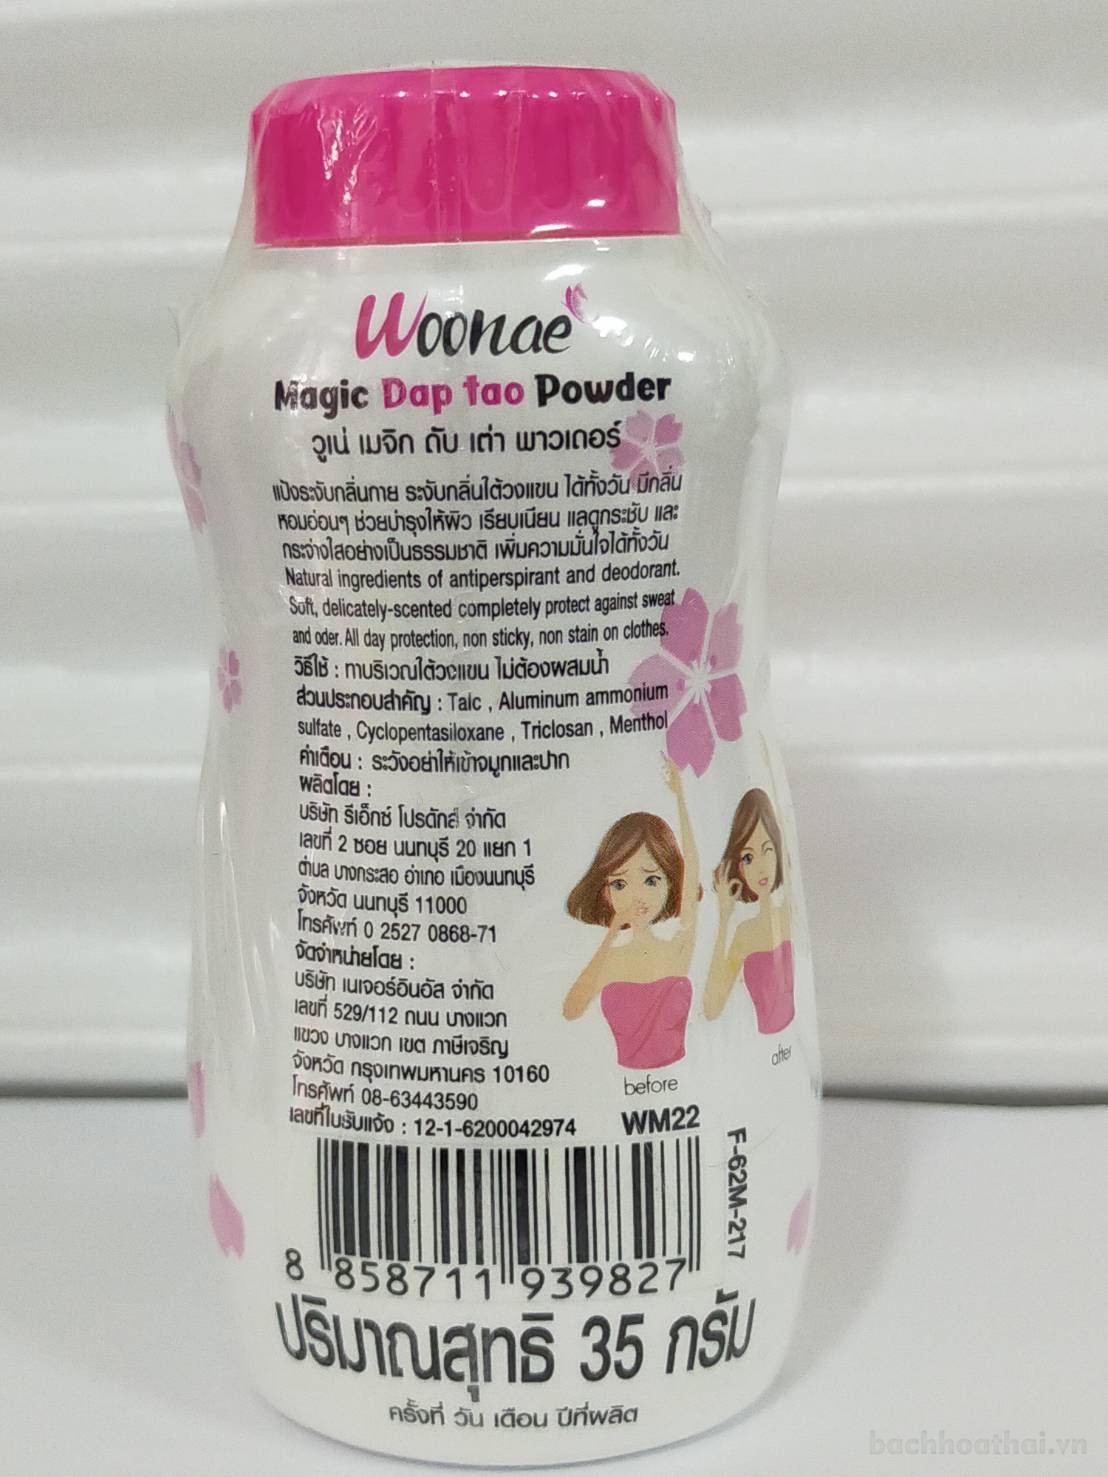 Woonae
Magic Dap tao Powder
วูเน่ เมจิก ดับ เต่า พาวเดอร์
แป้งระงับกลิ่นกาย ระงับกลิ่นใต้วงแขน ได้ทั้งวัน มีกลิ่น
หอมอ่อนๆ ช่วยบำรุงให้ผิว เรียบเนียน แลดูกระชับ และ
กระจ่างใสอย่างเป็นธรรมชาติ เพิ่มความมั่นใจได้ทั้งวัน
Natural ingredients of antiperspirant and deodorant.
Soft, delicately-scented completely protect against sweat
and oder. All day protection, non sticky, non stain on clothes.
วิธีใช้ : ทาบริเวณใต้วงแขน ไม่ต้องผสมน้ำ
ส่วนประกอบสำคัญ : Talc , Aluminum ammonium
sulfate , Cyclopentasiloxane , Triclosan , Menthol
คำเตือน : ระวังอย่าให้เข้าจมูกและปาก
ผลิตโดย :
บริษัท รีเอ็กซ์ โปรดักส์ จำกัด
เลขที่ 2 ซอย นนทบุรี 20 แยก 1
ตำบล บางกระสอ อำเภอ เมืองนนทบุรี
จังหวัด นนทบุรี 11000
โทรศัพท์ 0 2527 0868-71
จัดจำหน่ายโดย :
บริษัท เนเจอร์อินอัส จำกัด
เลขที่ 529/112 ถนน บางแวก
แขวง บางแวก เขต ภาษีเจริญ
จังหวัด กรุงเทพมหานคร 10160
โทรศัพท์ 08-63443590
เลขที่ใบรับแจ้ง : 12-1-6200042974
before
after
WM22
F-62M-217
8 858711 939827
ปริมาณสุทธิ 35 กรัม
ครั้งที่ วัน เดือน ปีที่ผลิต
bachhoathai.vn